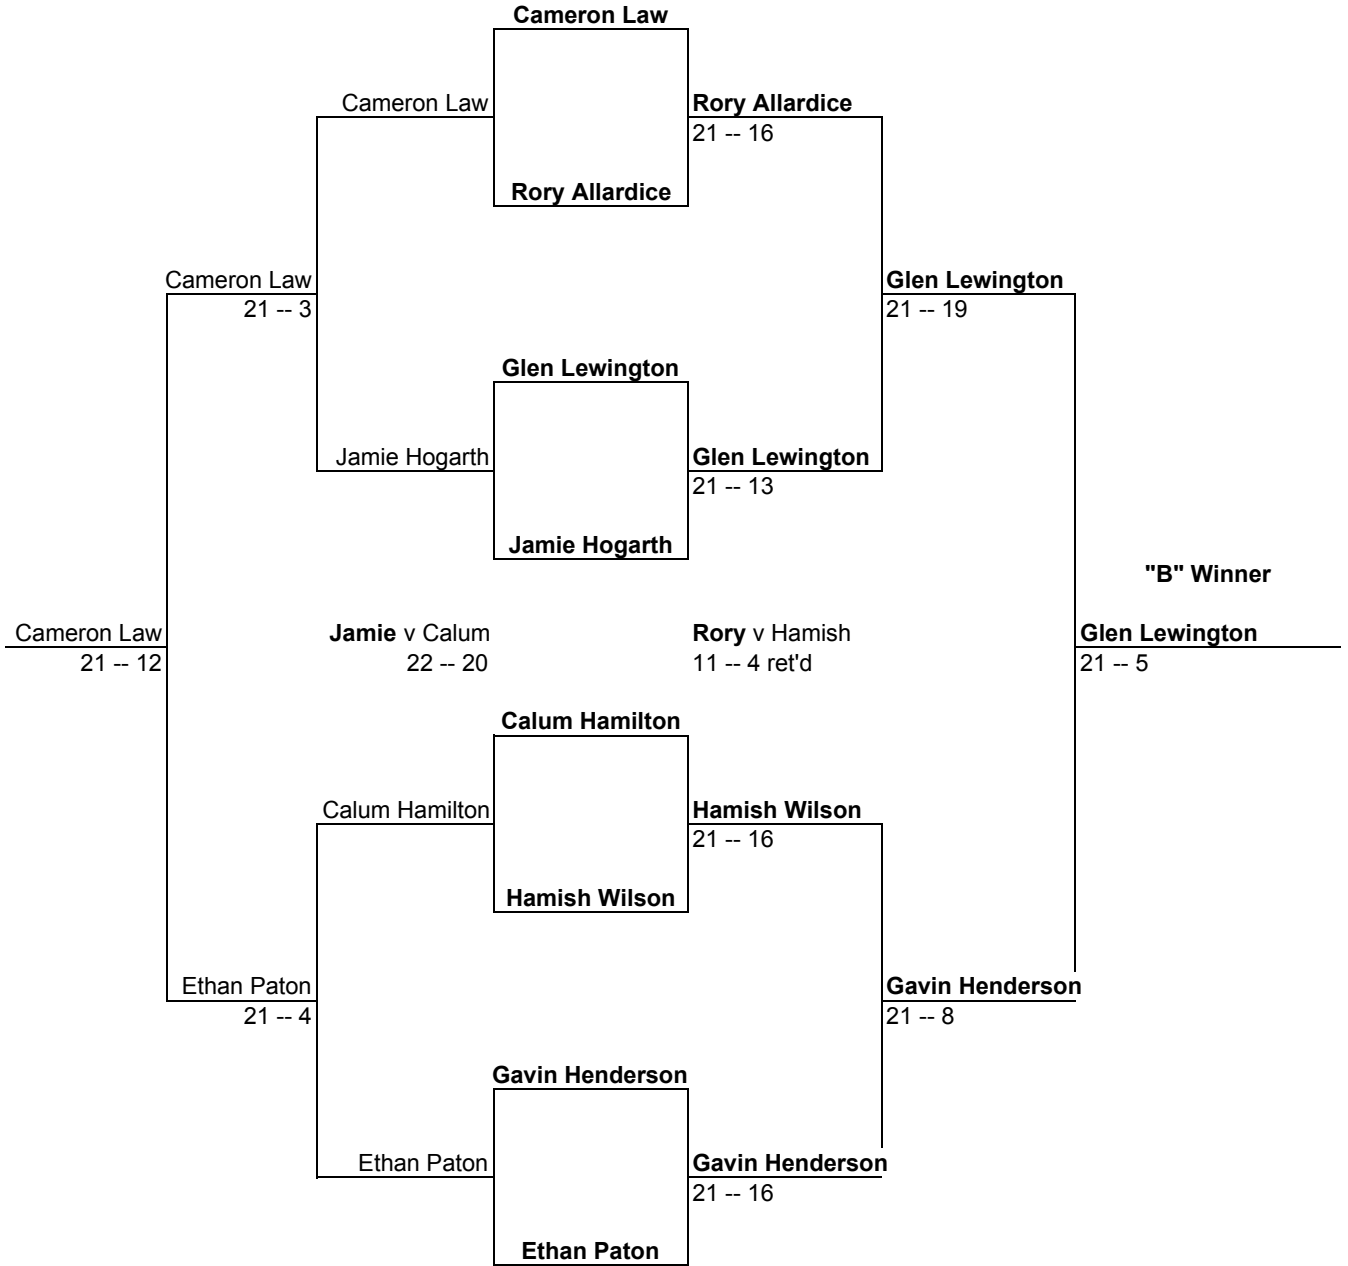 Cameron Law
Cameron Law
Rory Allardice
21 -- 16
Rory Allardice
Cameron Law
Glen Lewington
21 -- 3
21 -- 19
Glen Lewington
Jamie Hogarth
Glen Lewington
21 -- 13
Jamie Hogarth
"B" Winner
Cameron Law
Jamie v Calum
Rory v Hamish
Glen Lewington
21 -- 12
22 -- 20
11 -- 4 ret'd
21 -- 5
Calum Hamilton
Calum Hamilton
Hamish Wilson
21 -- 16
Hamish Wilson
Ethan Paton
Gavin Henderson
21 -- 4
21 -- 8
Gavin Henderson
Ethan Paton
Gavin Henderson
21 -- 16
Ethan Paton